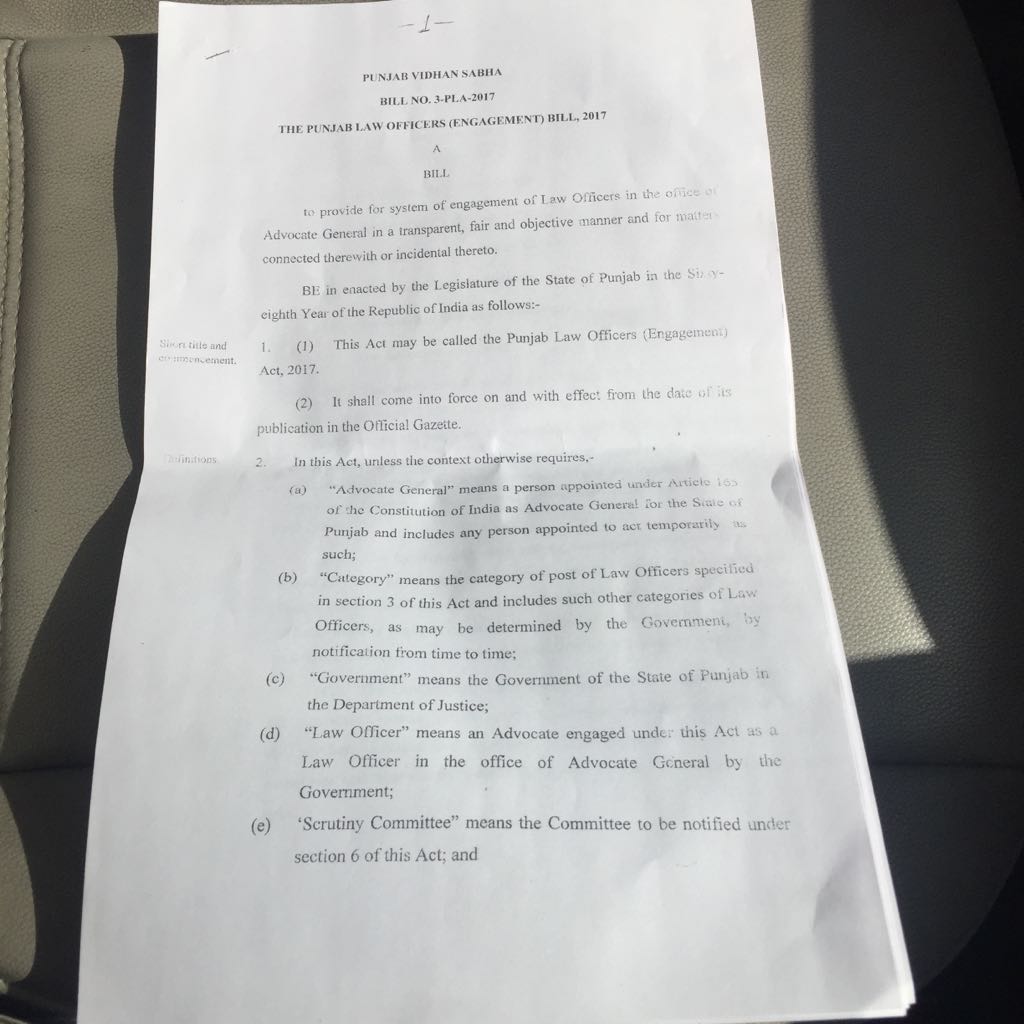 -1-
PUNJAB VIDHAN SABHA
BILL NO. 3-PLA-2017
THE PUNJAB LAW OFFICERS (ENGAGEMENT) BILL, 2017
A
BILL
to provide for system of engagement of Law Officers in the office of
Advocate General in a transparent, fair and objective manner and for matters
connected therewith or incidental thereto.
BE in enacted by the Legislature of the State of Punjab in the Sixty-
eighth Year of the Republic of India as follows:-
Short title and
commencement.
1. (1) This Act may be called the Punjab Law Officers (Engagement)
Act, 2017.
(2) It shall come into force on and with effect from the date of its
publication in the Official Gazette.
Definitions
2. In this Act, unless the context otherwise requires,-
(a) "Advocate General" means a person appointed under Article 165
of the Constitution of India as Advocate General for the State of
Punjab and includes any person appointed to act temporarily as
such;
(b) "Category" means the category of post of Law Officers specified
in section 3 of this Act and includes such other categories of Law
Officers, as may be determined by the Government, by
notification from time to time;
(c) "Government" means the Government of the State of Punjab in
the Department of Justice;
(d) "Law Officer" means an Advocate engaged under this Act as a
Law Officer in the office of Advocate General by the
Government;
(e) 'Scrutiny Committee" means the Committee to be notified under
section 6 of this Act; and